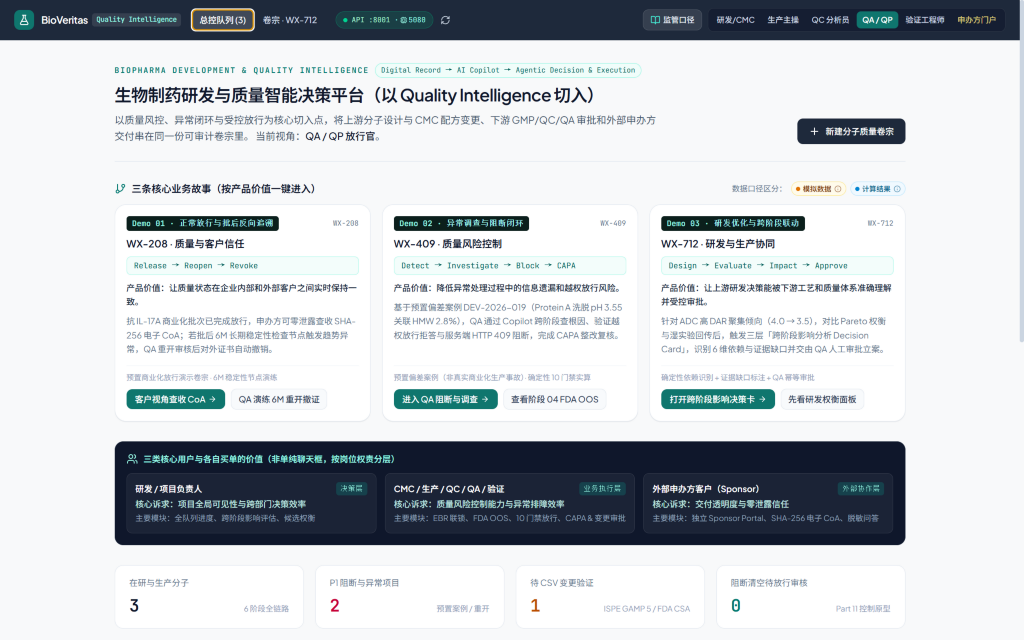 BioVeritas
Quality Intelligence
总控队列 (3)
卷宗 · WX-712
API :8001 · 5088
监管口径
研发/CMC
生产主操
QC 分析员
QA / QP
验证工程师
申办方门户
BIOPHARMA DEVELOPMENT & QUALITY INTELLIGENCE
Digital Record → AI Copilot → Agentic Decision & Execution
生物制药研发与质量智能决策平台（以 Quality Intelligence 切入）
以质量风控、异常闭环与受控放行为核心切入点，将上游分子设计与 CMC 配方变更、下游 GMP/QC/QA 审批和外部申办方
交付串在同一份可审计卷宗里。 当前视角：QA / QP 放行官。
＋ 新建分子质量卷宗
三条核心业务故事（按产品价值一键进入）
数据口径区分：
模拟数据
计算结果
Demo 01 · 正常放行与批后反向追溯
WX-208
WX-208 · 质量与客户信任
Release → Reopen → Revoke
产品价值：让质量状态在企业内部和外部客户之间实时保持一
致。
抗 IL-17A 商业化批次已完成放行，申办方可零泄露查收 SHA-
256 电子 CoA；若批后 6M 长期稳定性检查节点触发趋势异
常，QA 重开审核后对外证书自动撤销。
预置商业化放行演示卷宗 · 6M 稳定性节点演练
客户视角查收 CoA →
QA 演练 6M 重开撤证
Demo 02 · 异常调查与阻断闭环
WX-409
WX-409 · 质量风险控制
Detect → Investigate → Block → CAPA
产品价值：降低异常处理过程中的信息遗漏和越权放行风险。
基于预置偏差案例 DEV-2026-019（Protein A 洗脱 pH 3.55
关联 HMW 2.8%），QA 通过 Copilot 跨阶段查根因、验证越
权放行拒签与服务端 HTTP 409 阻断，完成 CAPA 整改复核。
预置偏差案例（非真实商业化生产事故）· 确定性 10 门禁实算
进入 QA 阻断与调查 →
查看阶段 04 FDA OOS
Demo 03 · 研发优化与跨阶段联动
WX-712
WX-712 · 研发与生产协同
Design → Evaluate → Impact → Approve
产品价值：让上游研发决策能被下游工艺和质量体系准确理解
并受控审批。
针对 ADC 高 DAR 聚集倾向（4.0 → 3.5），对比 Pareto 权衡
与湿实验回传后，触发三层「跨阶段影响分析 Decision
Card」，识别 6 维依赖与证据缺口并交由 QA 人工审批立案。
确定性依赖识别 + 证据缺口标注 + QA 幂等审批
打开跨阶段影响决策卡 →
先看研发权衡面板
三类核心用户与各自买单的价值（非单纯聊天框，按岗位权责分层）
研发 / 项目负责人
决策层
核心诉求：项目全局可见性与跨部门决策效率
主要模块：全队列进度、跨阶段影响评估、候选权衡
CMC / 生产 / QC / QA / 验证
业务执行层
核心诉求：质量风险控制能力与异常排障效率
主要模块：EBR 联锁、FDA OOS、10 门禁放行、CAPA & 变更审批
外部申办方客户（Sponsor）
外部协作层
核心诉求：交付透明度与零泄露信任
主要模块：独立 Sponsor Portal、SHA-256 电子 CoA、脱敏问答
在研与生产分子
3
6 阶段全链路
P1 阻断与异常项目
2
预置案例 / 重开
待 CSV 变更验证
1
ISPE GAMP 5 / FDA CSA
阻断清空待放行审核
0
Part 11 控制原型